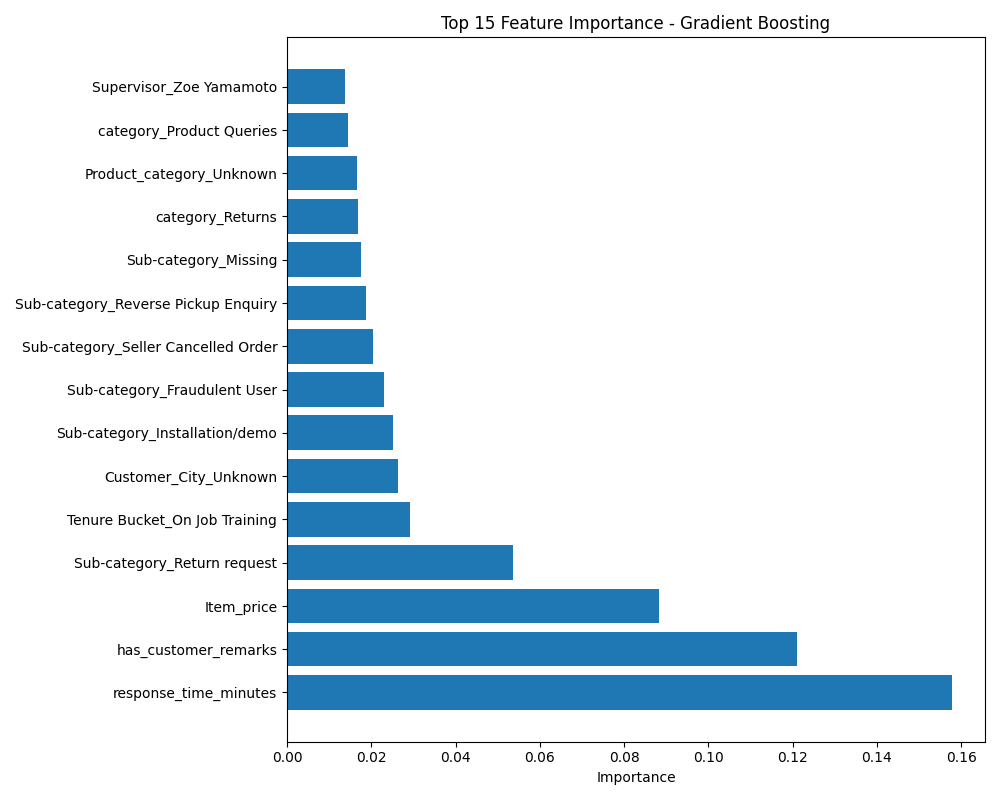 Top 15 Feature Importance - Gradient Boosting
Supervisor_Zoe Yamamoto
category_Product Queries
Product_category_Unknown
category_Returns
Sub-category_Missing
Sub-category_Reverse Pickup Enquiry
Sub-category_Seller Cancelled Order
Sub-category_Fraudulent User
Sub-category_Installation/demo
Customer_City_Unknown
Tenure Bucket_On Job Training
Sub-category_Return request
Item_price
has_customer_remarks
response_time_minutes
0.00 0.02 0.04 0.06 0.08 0.10 0.12 0.14 0.16
Importance